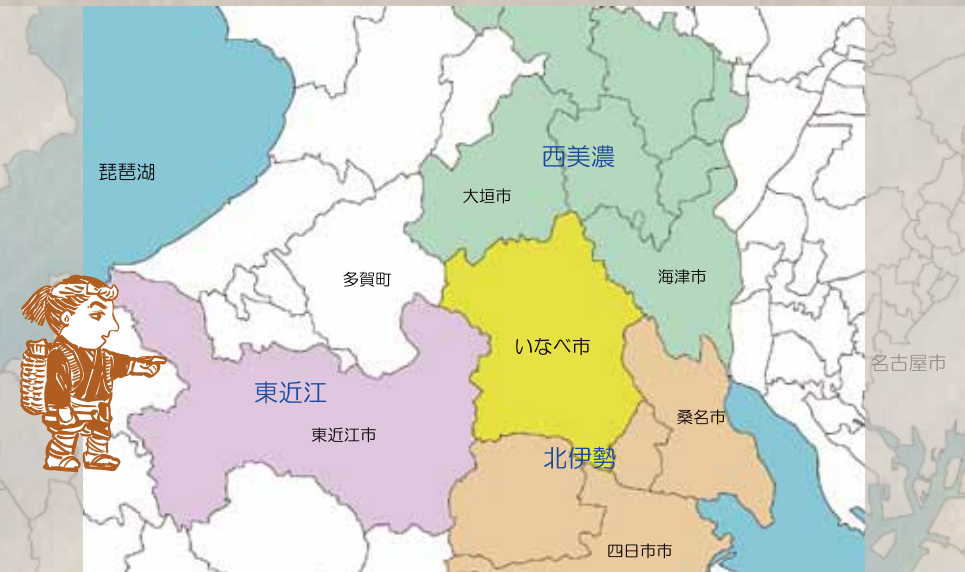 西美濃
琵琶湖
大垣市
多賀町
海津市
いなべ市
名古屋市
東近江
桑名市
東近江市
北伊勢
四日市市